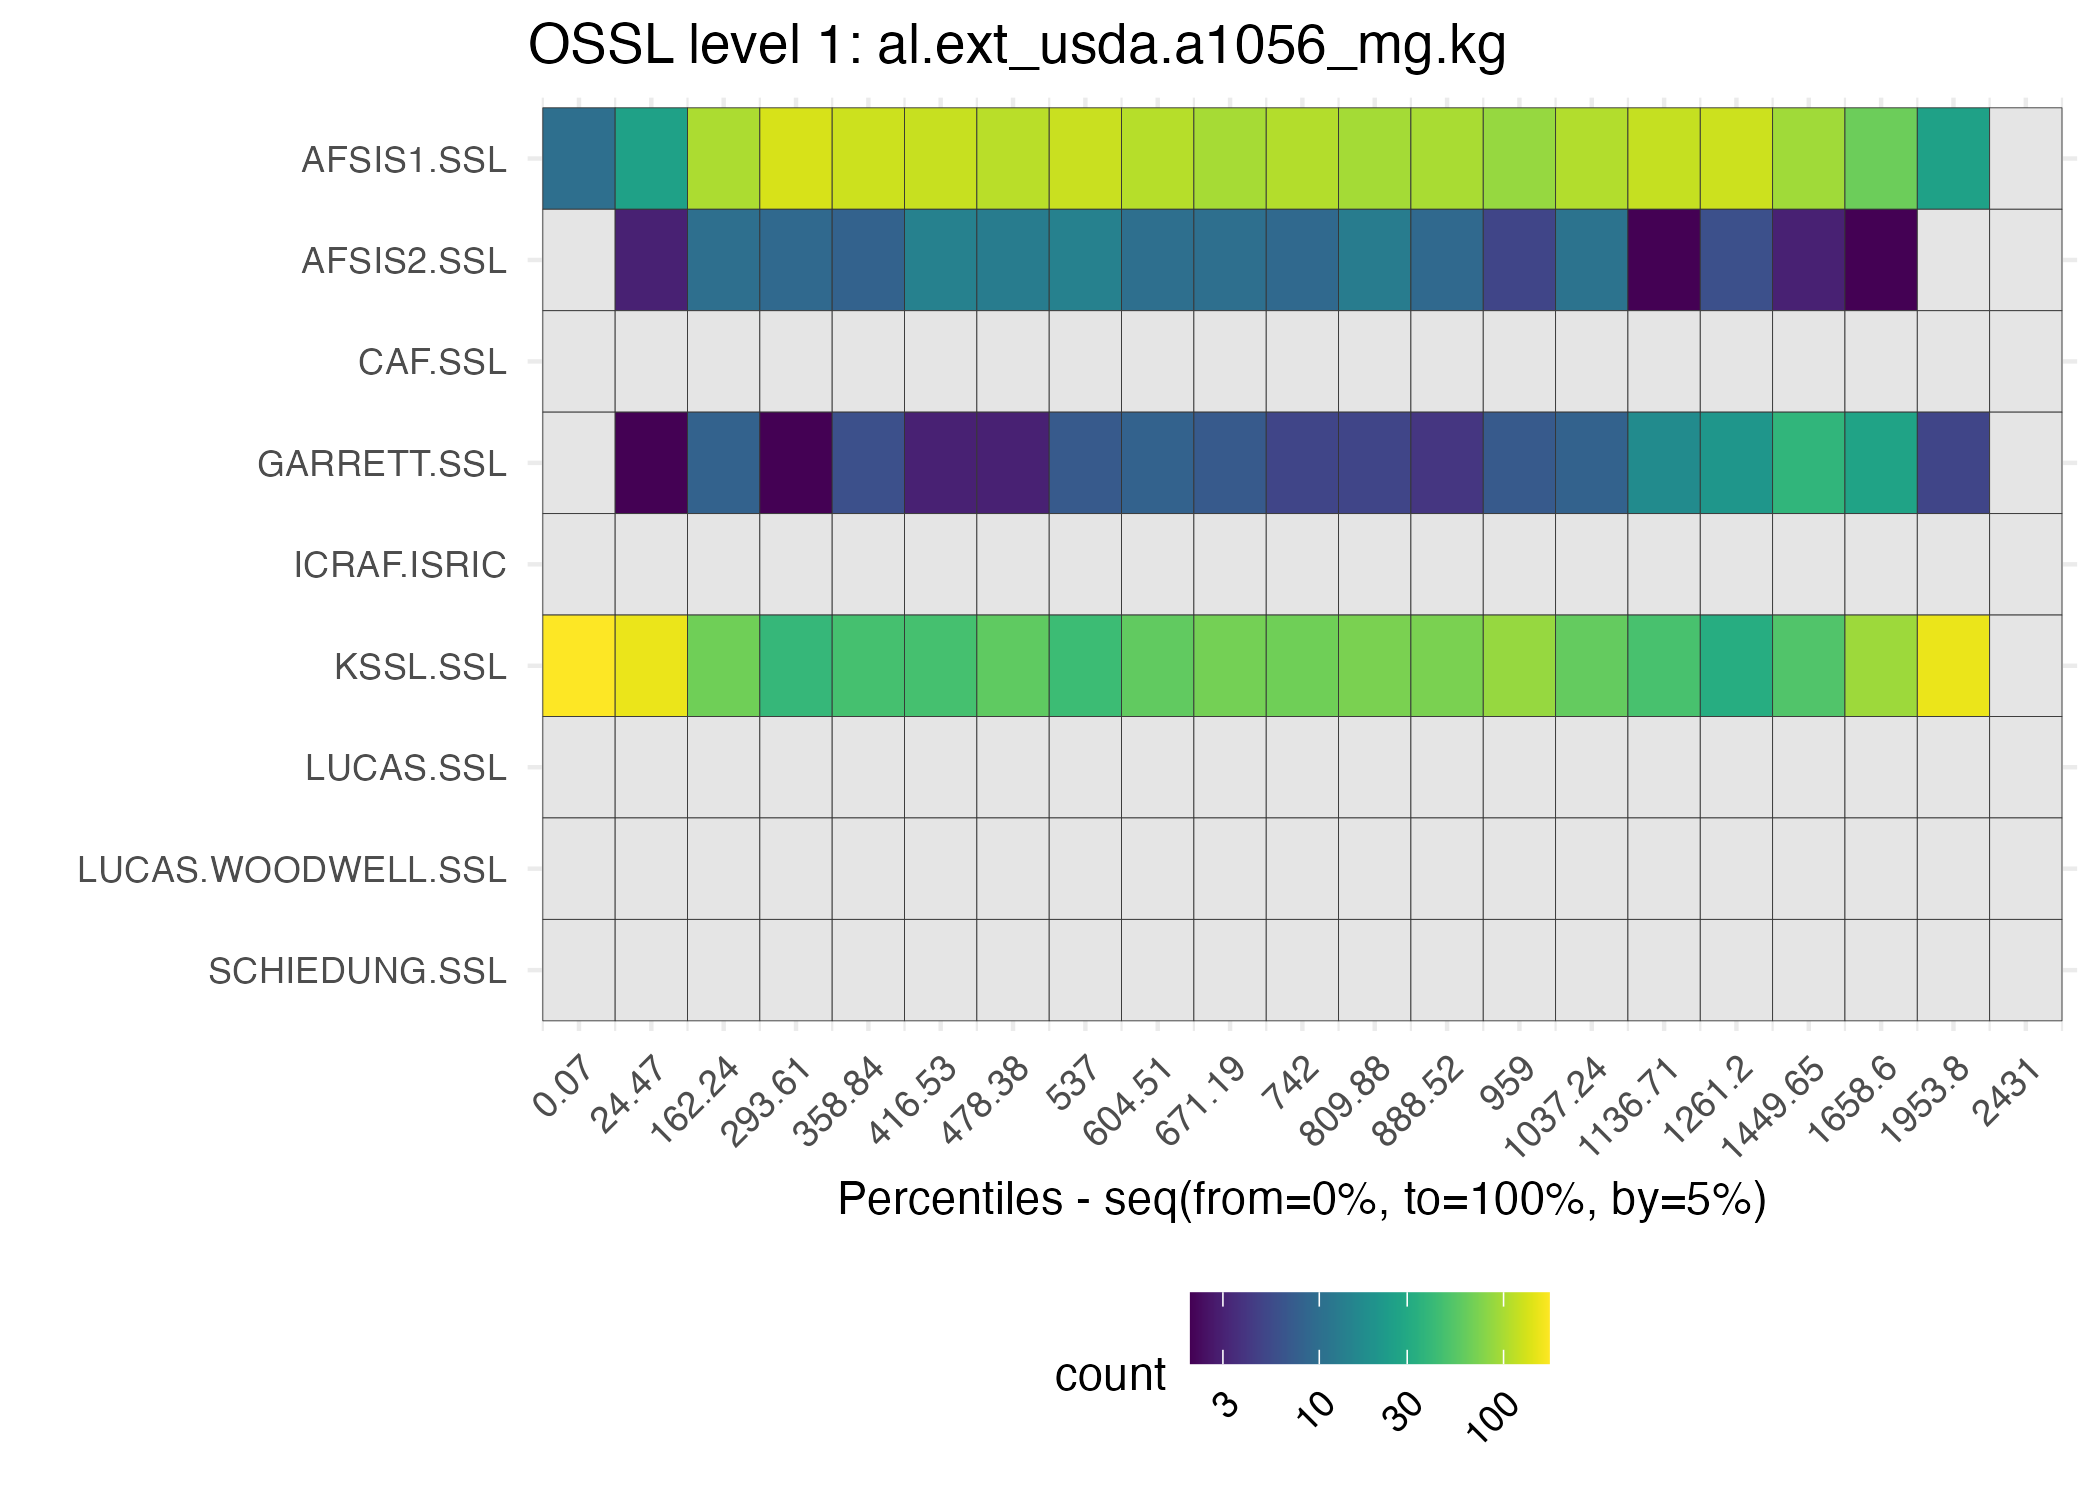 OSSL level 1: al.ext_usda.a1056_mg.kg
AFSIS1.SSL
AFSIS2.SSL
CAF.SSL
GARRETT.SSL
ICRAF.ISRIC
KSSL.SSL
LUCAS.SSL
LUCAS.WOODWELL.SSL
SCHIEDUNG.SSL
0.07
24.47
162.24
293.61
358.84
416.53
478.38
537
604.51
671.19
742
809.88
888.52
959
1037.24
1136.71
1261.2
1449.65
1658.6
1953.8
2431
Percentiles - seq(from=0%, to=100%, by=5%)
count
3
10
30
100